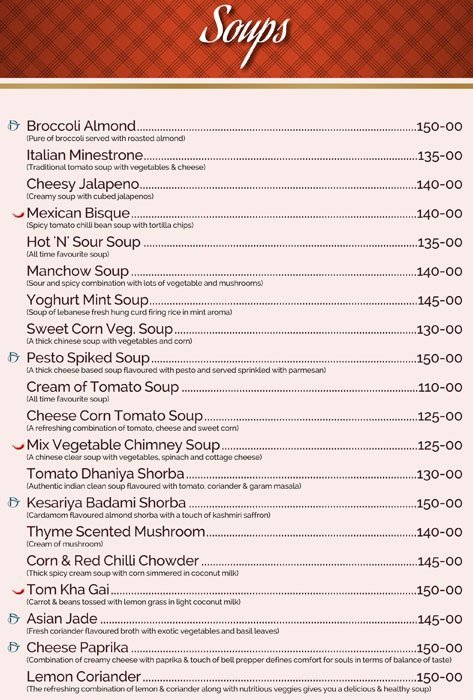 Soups
Broccoli Almond 150-00
(Pure of broccoli served with roasted almond)
Italian Minestrone 135-00
(Traditional tomato soup with vegetables & cheese)
Cheesy Jalapeno 140-00
(Creamy soup with cubed jalapenos)
Mexican Bisque 140-00
(Spicy tomato chilli bean soup with tortilla chips)
Hot 'N' Sour Soup 135-00
(All time favourite soup)
Manchow Soup 140-00
(Sour and spicy combination with lots of vegetable and mushrooms)
Yoghurt Mint Soup 145-00
(Soup of lebanese fresh hung curd firing rice in mint aroma)
Sweet Corn Veg. Soup 130-00
(A thick chinese soup with vegetables and corn)
Pesto Spiked Soup 150-00
(A thick cheese based soup flavoured with pesto and served sprinkled with parmesan)
Cream of Tomato Soup 110-00
(All time favourite soup)
Cheese Corn Tomato Soup 125-00
(A refreshing combination of tomato, cheese and sweet corn)
Mix Vegetable Chimney Soup 125-00
(A chinese clear soup with vegetables, spinach and cottage cheese)
Tomato Dhaniya Shorba 130-00
(Authentic indian clean soup flavoured with tomato, coriander & garam masala)
Kesariya Badami Shorba 150-00
(Cardamom flavoured almond shorba with a touch of kashmiri saffron)
Thyme Scented Mushroom 140-00
(Cream of mushroom)
Corn & Red Chilli Chowder 145-00
(Thick spicy cream soup with corn simmered in coconut milk)
Tom Kha Gai 150-00
(Carrot & beans tossed with lemon grass in light coconut milk)
Asian Jade 145-00
(Fresh coriander flavoured broth with exotic vegetables and basil leaves)
Cheese Paprika 150-00
(Combination of creamy cheese with paprika & touch of bell prepper defines comfort for souls in terms of balance of taste)
Lemon Coriander 150-00
(The refreshing combination of lemon & coriander along with nutritious veggies gives you a delicious & healthy soup)